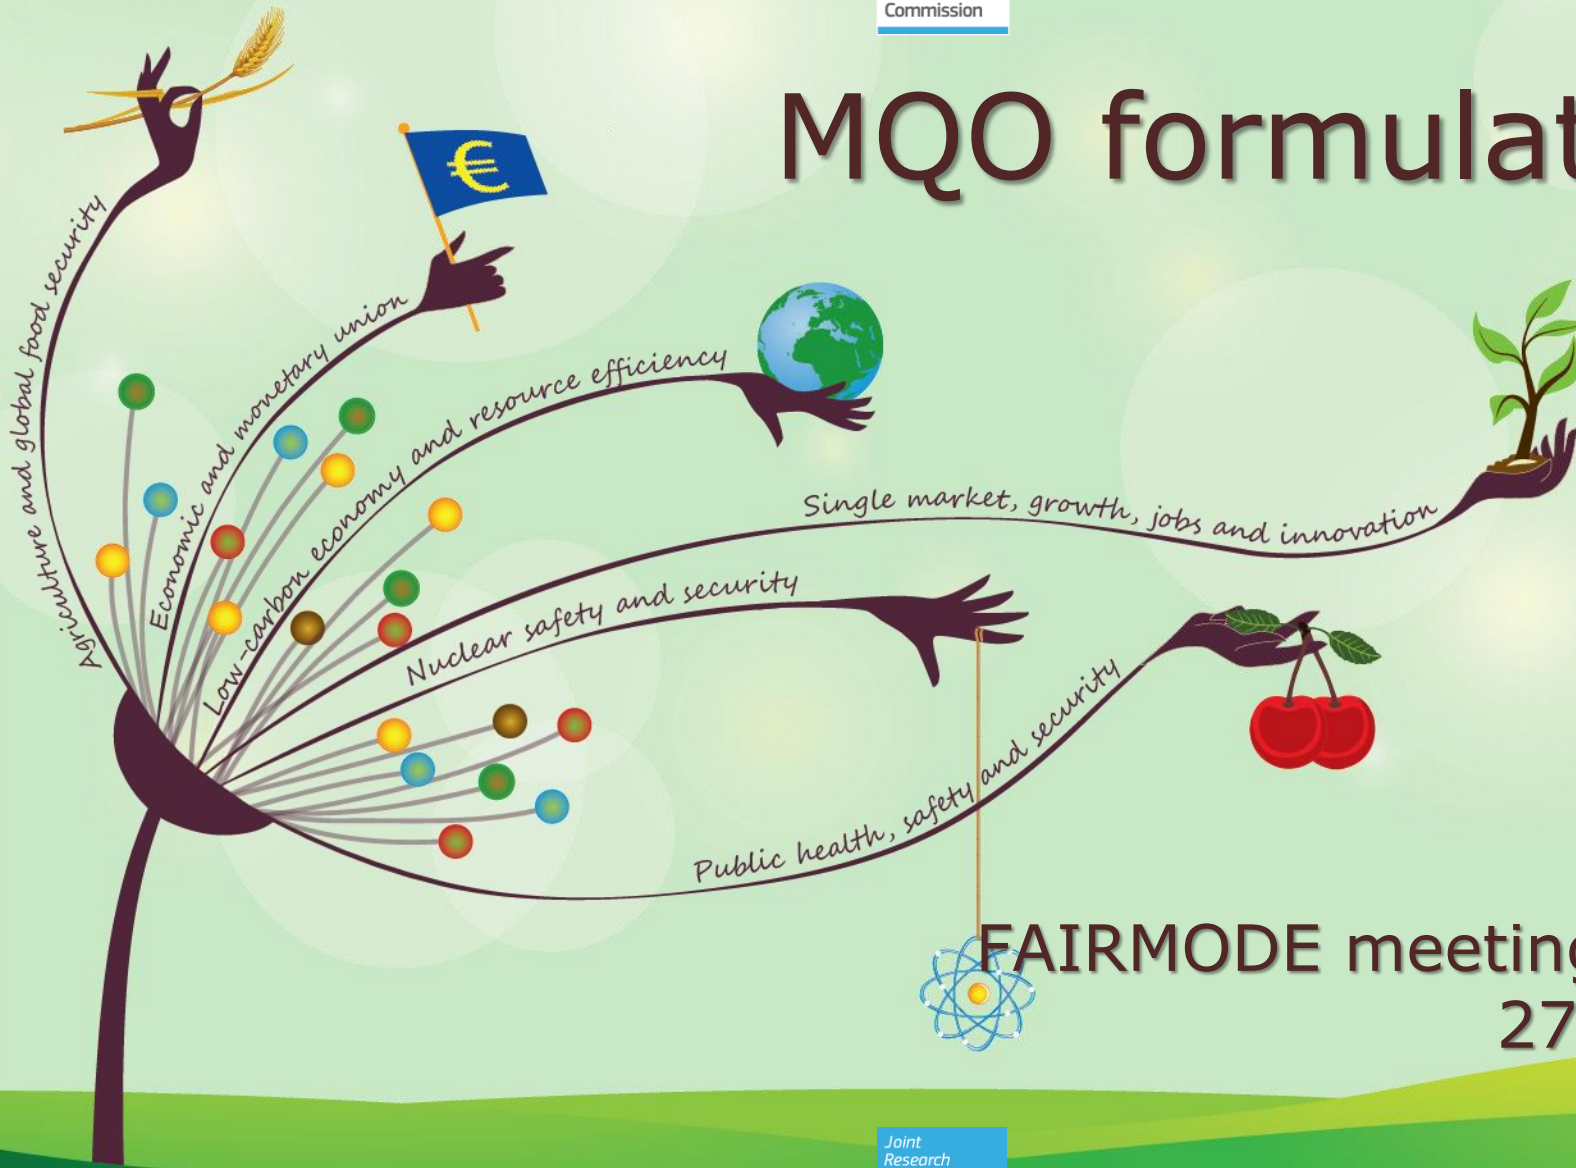 Commission
MQO formulat
Agriculture and global food security
Economic and monetary union
Low-carbon economy and resource efficiency
Single market, growth, jobs and innovation
Nuclear safety and security
Public health, safety and security
FAIRMODE meeting
27
Joint
Research